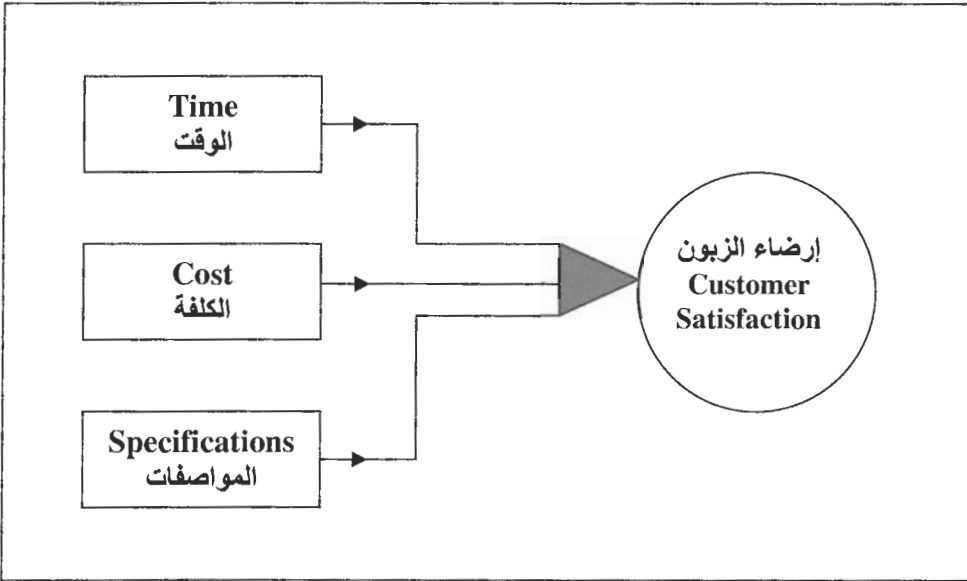 Time
الوقت
Cost
الكلفة
Specifications
المواصفات
إرضاء الزبون
Customer
Satisfaction